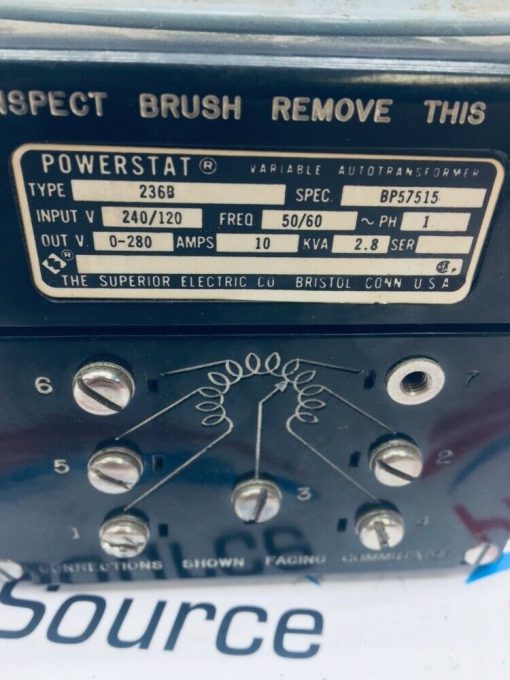 INSPECT BRUSH REMOVE THIS
POWERSTAT ® VARIABLE AUTOTRANSFORMER
TYPE 236B SPEC. BP57515
INPUT V 240/120 FREQ 50/60 ~ PH 1
OUT V. 0-280 AMPS 10 KVA 2.8 SER
®
THE SUPERIOR ELECTRIC CO BRISTOL, CONN U S A
6 7
5 2
3
1 4
CONNECTIONS SHOWN FACING
Source